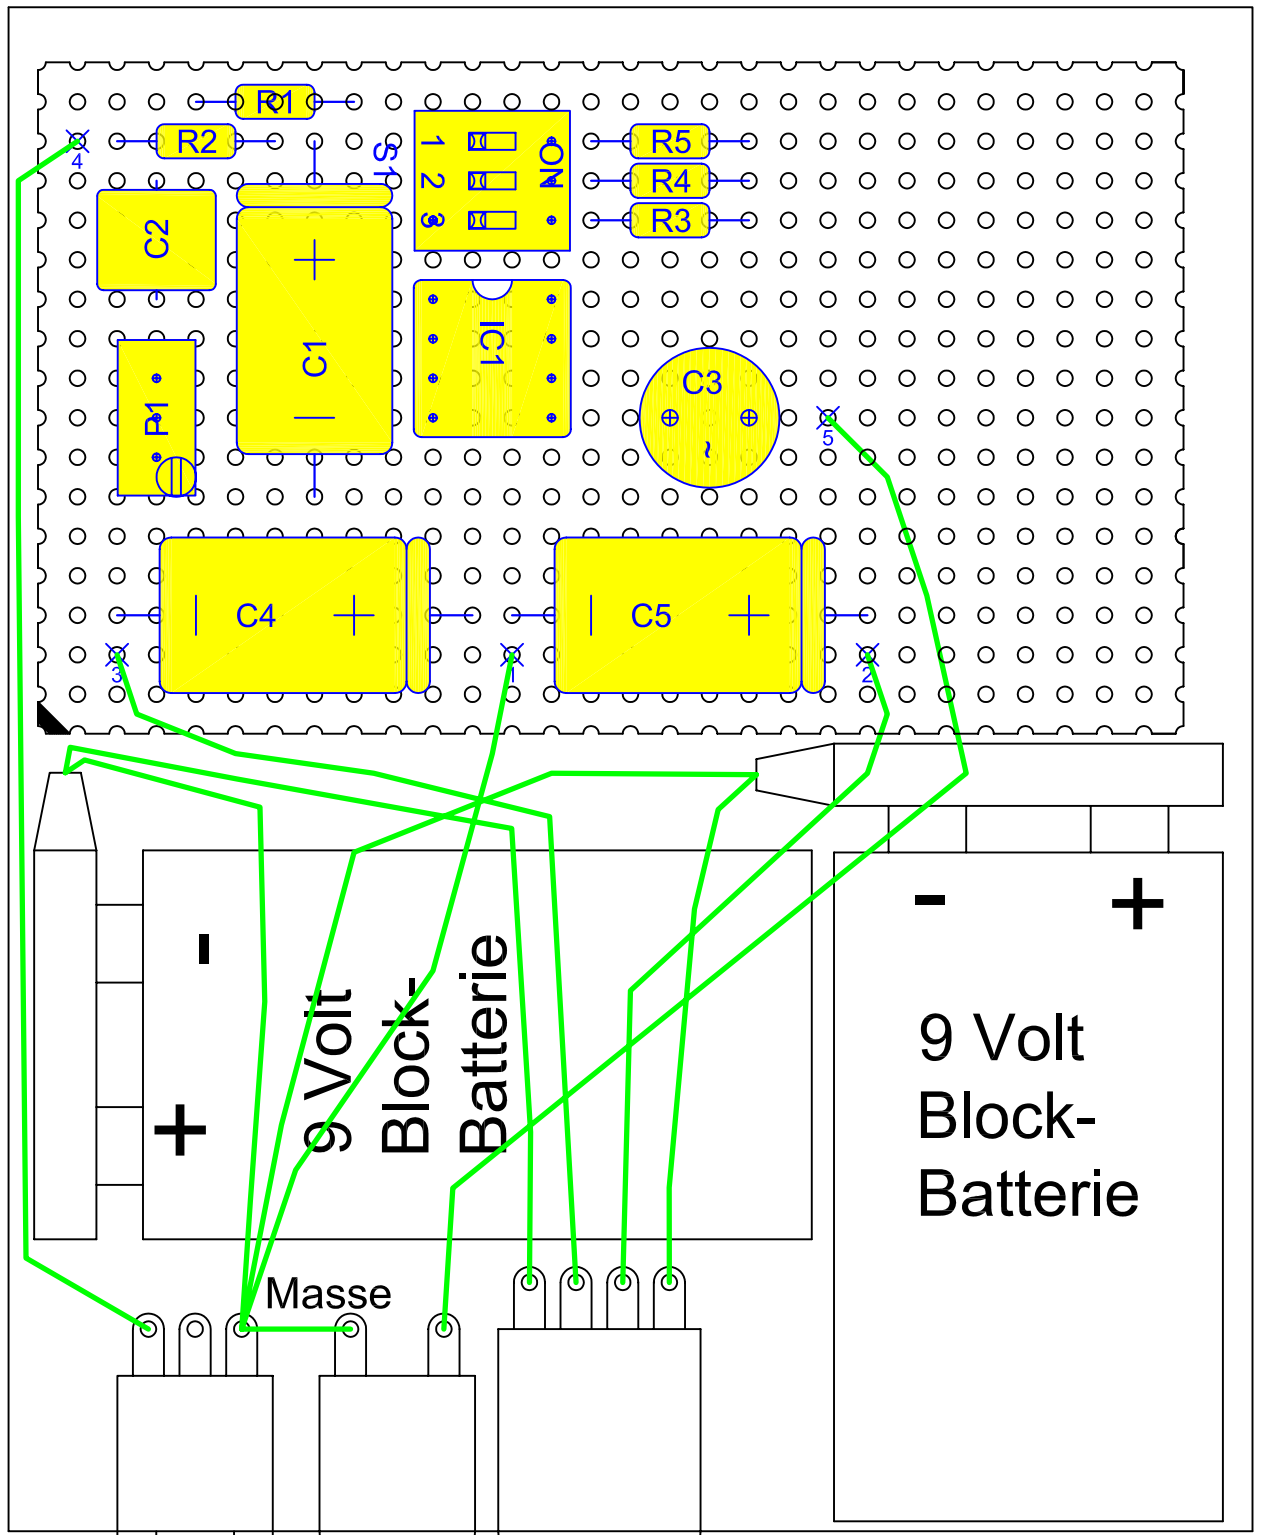 R1
R2
4
S1
1
2
3
ON
R5
R4
R3
C2
C1
IC1
P1
C3
~
5
C4
C5
3
1
2
-
+
9 Volt
Block-
Batterie
-
+
9 Volt
Block-
Batterie
Masse